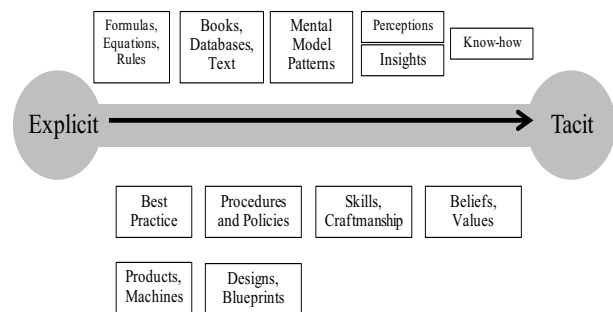 Formulas,
Equations,
Rules
Books,
Databases,
Text
Mental
Model
Patterns
Perceptions
Insights
Know-how
Explicit
Tacit
Best
Practice
Procedures
and Policies
Skills,
Craftmanship
Beliefs,
Values
Products,
Machines
Designs,
Blueprints